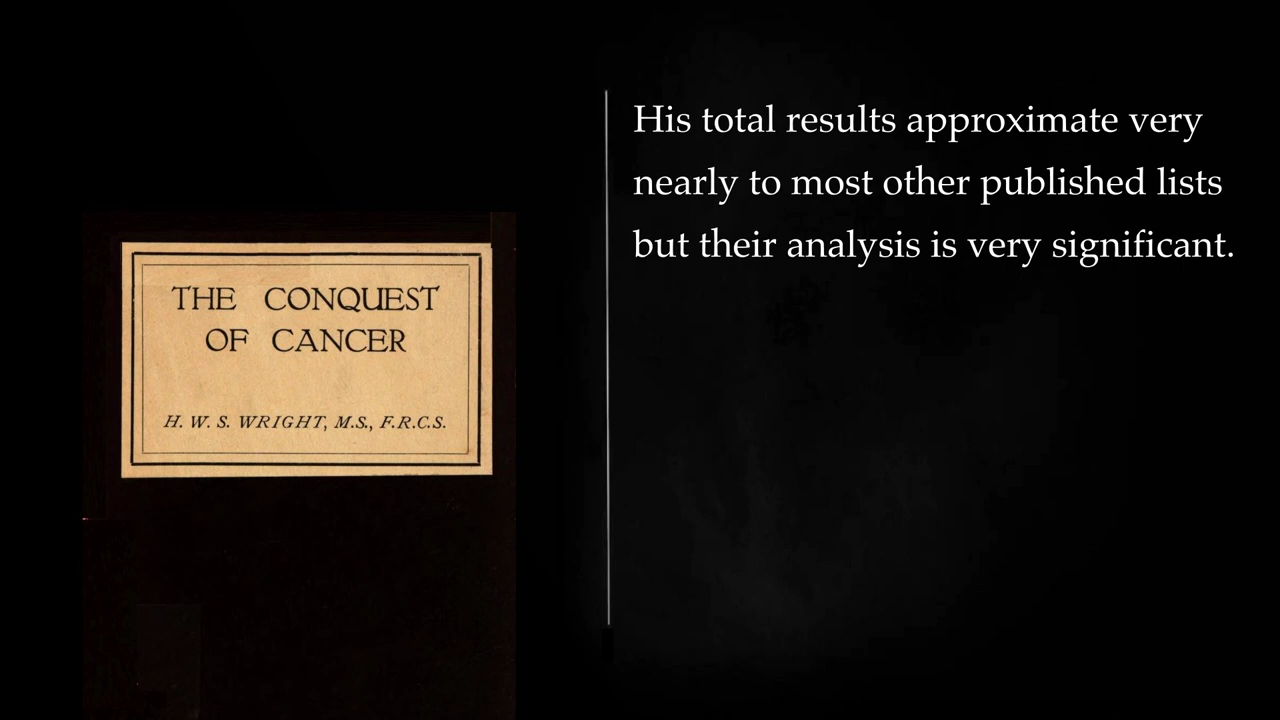 THE CONQUEST
OF CANCER
H. W. S. WRIGHT, M.S., F.R.C.S.
His total results approximate very
nearly to most other published lists
but their analysis is very significant.